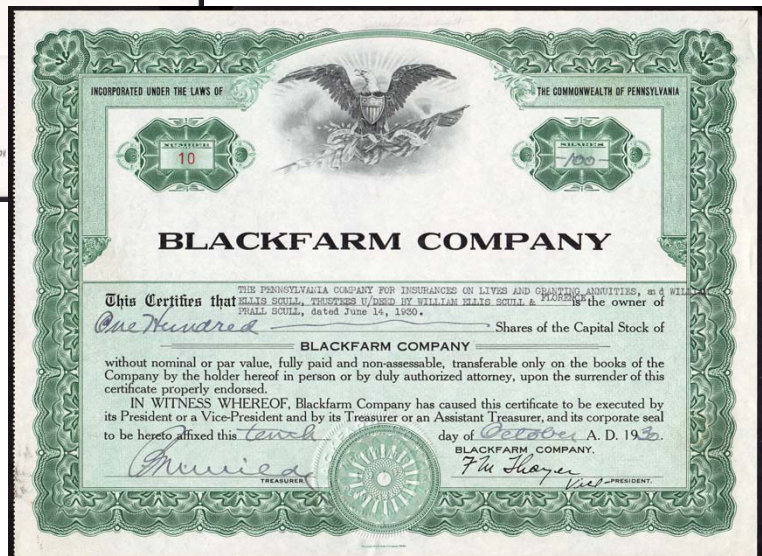 INCORPORATED UNDER THE LAWS OF
THE COMMONWEALTH OF PENNSYLVANIA
NUMBER
10
SHARES
-100-
BLACKFARM COMPANY
THE PENNSYLVANIA COMPANY FOR INSURANCES ON LIVES AND GRANTING ANNUITIES, and WILLIAM
This Certifies that ELLIS SCULL, TRUSTEES U/DEED BY WILLIAM ELLIS SCULL & FLORENCE is the owner of
PRALL SCULL, dated June 14, 1930.
One Hundred Shares of the Capital Stock of
BLACKFARM COMPANY
without nominal or par value, fully paid and non-assessable, transferable only on the books of the
Company by the holder hereof in person or by duly authorized attorney, upon the surrender of this
certificate properly endorsed.
IN WITNESS WHEREOF, Blackfarm Company has caused this certificate to be executed by
its President or a Vice-President and by its Treasurer or an Assistant Treasurer, and its corporate seal
to be hereto affixed this tenth day of October A. D. 1930.
BLACKFARM COMPANY.
F M Thayer
TREASURER.
Vice-PRESIDENT.